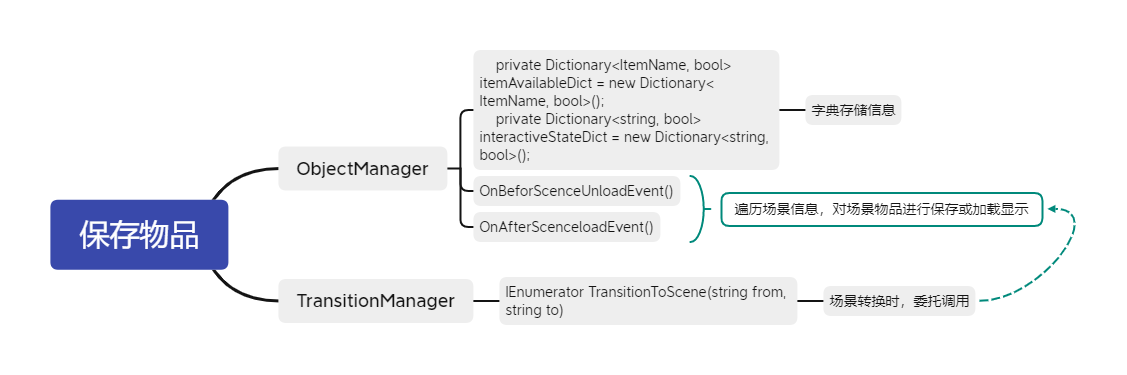 保存物品
ObjectManager
private Dictionary<ItemName, bool>
itemAvailableDict = new Dictionary<
ItemName, bool>();
private Dictionary<string, bool>
interactiveStateDict = new Dictionary<string,
bool>();
字典存储信息
OnBeforScenceUnloadEvent()
OnAfterScenceloadEvent()
遍历场景信息，对场景物品进行保存或加载显示
TransitionManager
IEnumerator TransitionToScene(string from,
string to)
场景转换时，委托调用